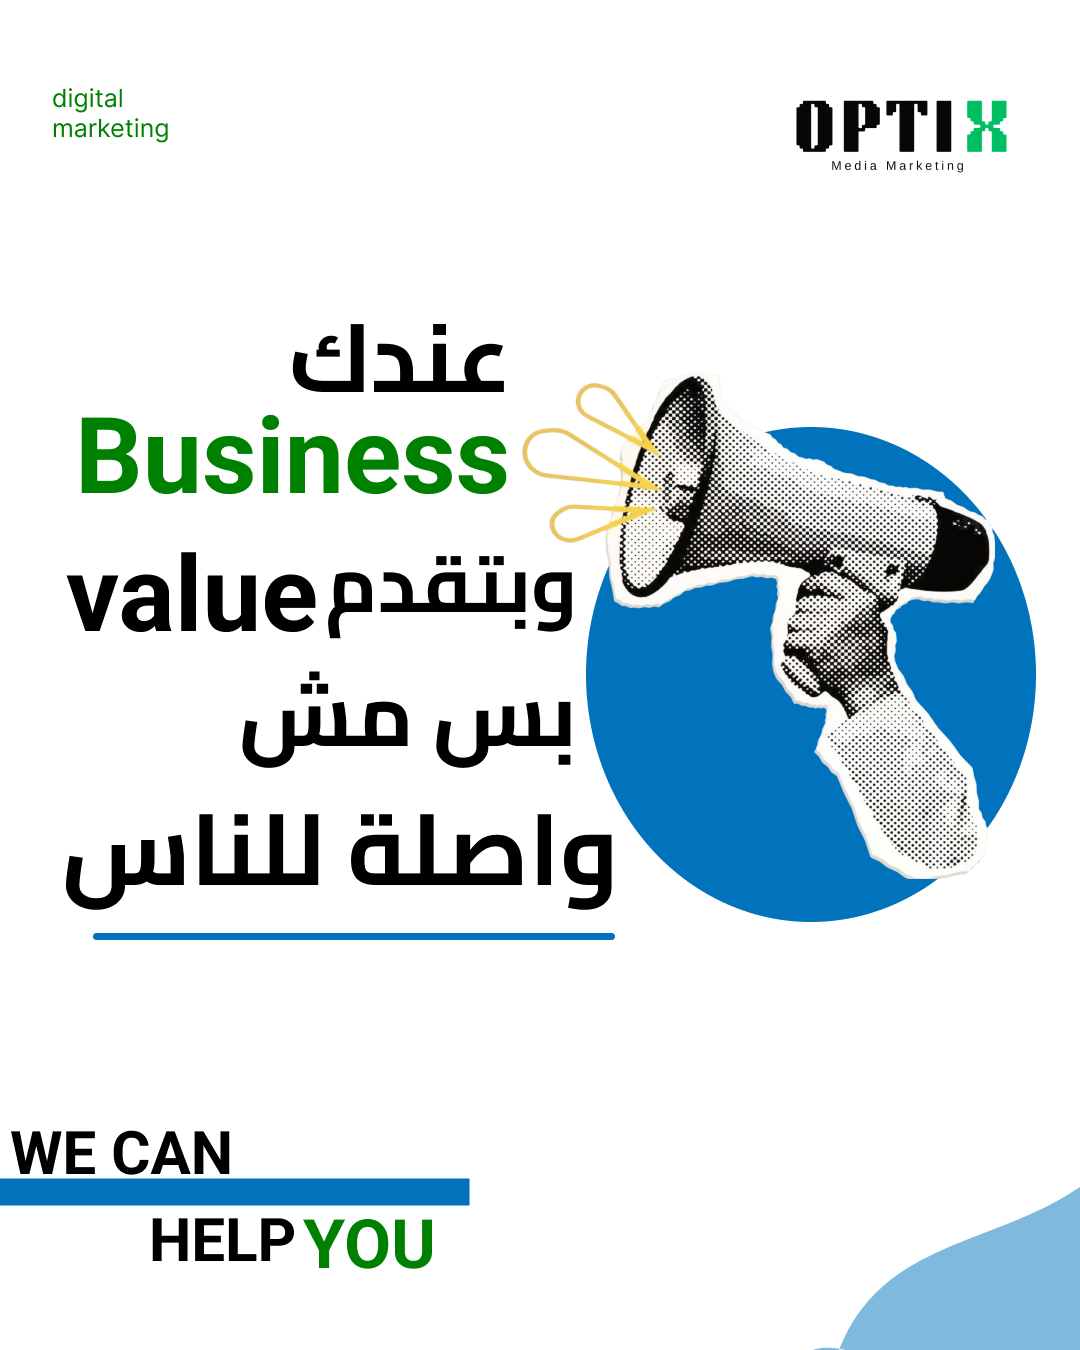 digital
marketing
OPTIX
Media Marketing
عندك
Business
وبتقدم value
بس مش
واصلة للناس
WE CAN
HELP YOU